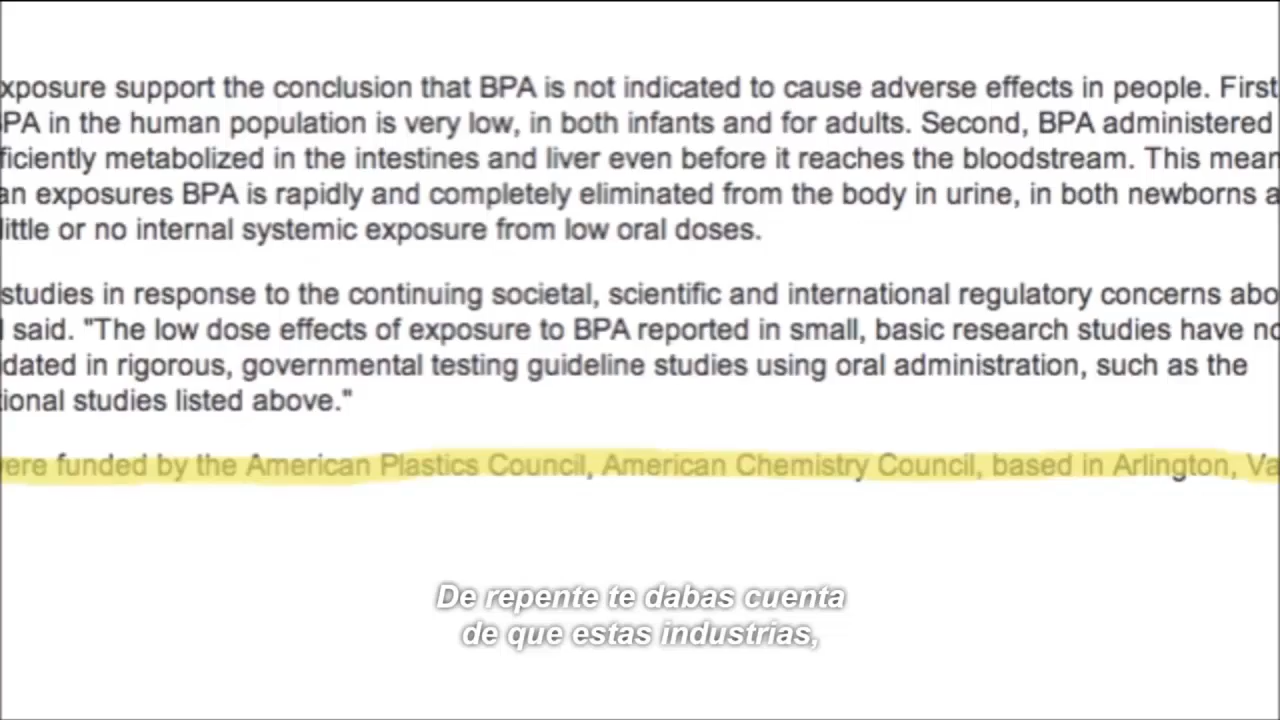 xposure support the conclusion that BPA is not indicated to cause adverse effects in people. First
PA in the human population is very low, in both infants and for adults. Second, BPA administered
ficiently metabolized in the intestines and liver even before it reaches the bloodstream. This mean
an exposures BPA is rapidly and completely eliminated from the body in urine, in both newborns a
little or no internal systemic exposure from low oral doses.
studies in response to the continuing societal, scientific and international regulatory concerns abo
said. "The low dose effects of exposure to BPA reported in small, basic research studies have no
dated in rigorous, governmental testing guideline studies using oral administration, such as the
ional studies listed above."
were funded by the American Plastics Council, American Chemistry Council, based in Arlington, Va
De repente te dabas cuenta
de que estas industrias,